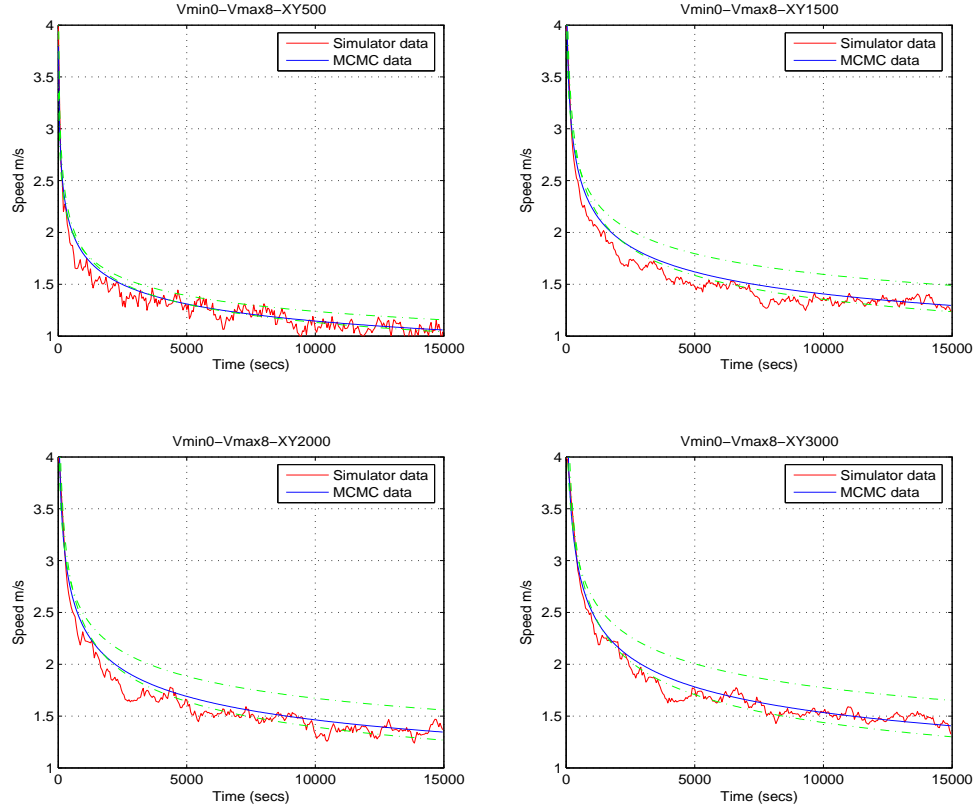 Vmin0−Vmax8−XY500
4
3.5
3
2.5
2
1.5
1
Speed m/s
0
5000
10000
15000
Time (secs)
Simulator data
MCMC data
Vmin0−Vmax8−XY1500
4
3.5
3
2.5
2
1.5
1
Speed m/s
0
5000
10000
15000
Time (secs)
Simulator data
MCMC data
Vmin0−Vmax8−XY2000
4
3.5
3
2.5
2
1.5
1
Speed m/s
0
5000
10000
15000
Time (secs)
Simulator data
MCMC data
Vmin0−Vmax8−XY3000
4
3.5
3
2.5
2
1.5
1
Speed m/s
0
5000
10000
15000
Time (secs)
Simulator data
MCMC data